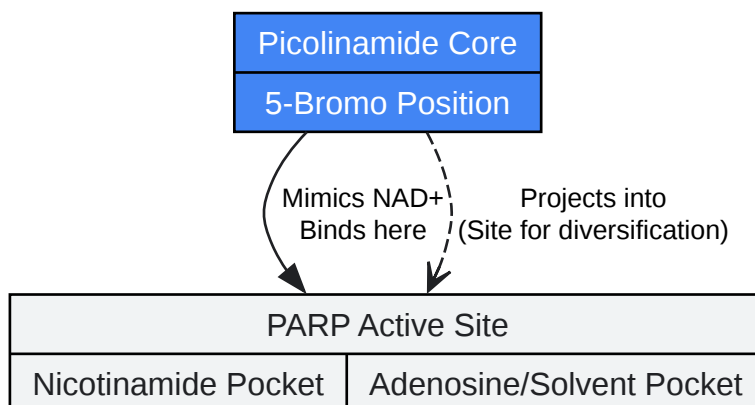 Picolinamide Core
5-Bromo Position
Mimics NAD+
Binds here
Projects into
(Site for diversification)
PARP Active Site
Nicotinamide Pocket
Adenosine/Solvent Pocket